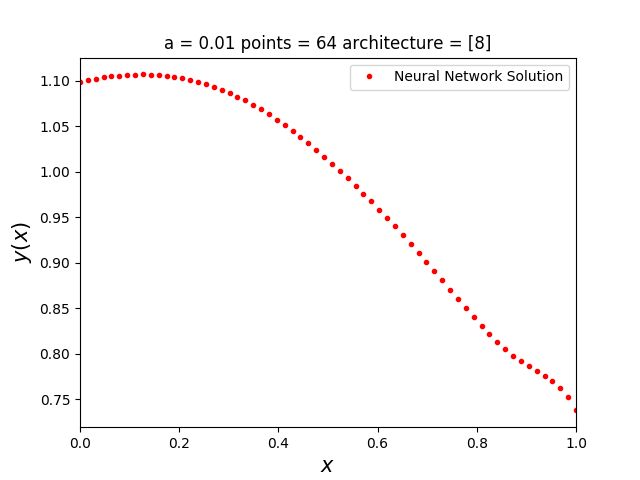 a = 0.01 points = 64 architecture = [8]
Neural Network Solution
1.10
1.05
1.00
0.95
0.90
0.85
0.80
0.75
y(x)
0.0 0.2 0.4 0.6 0.8 1.0
x